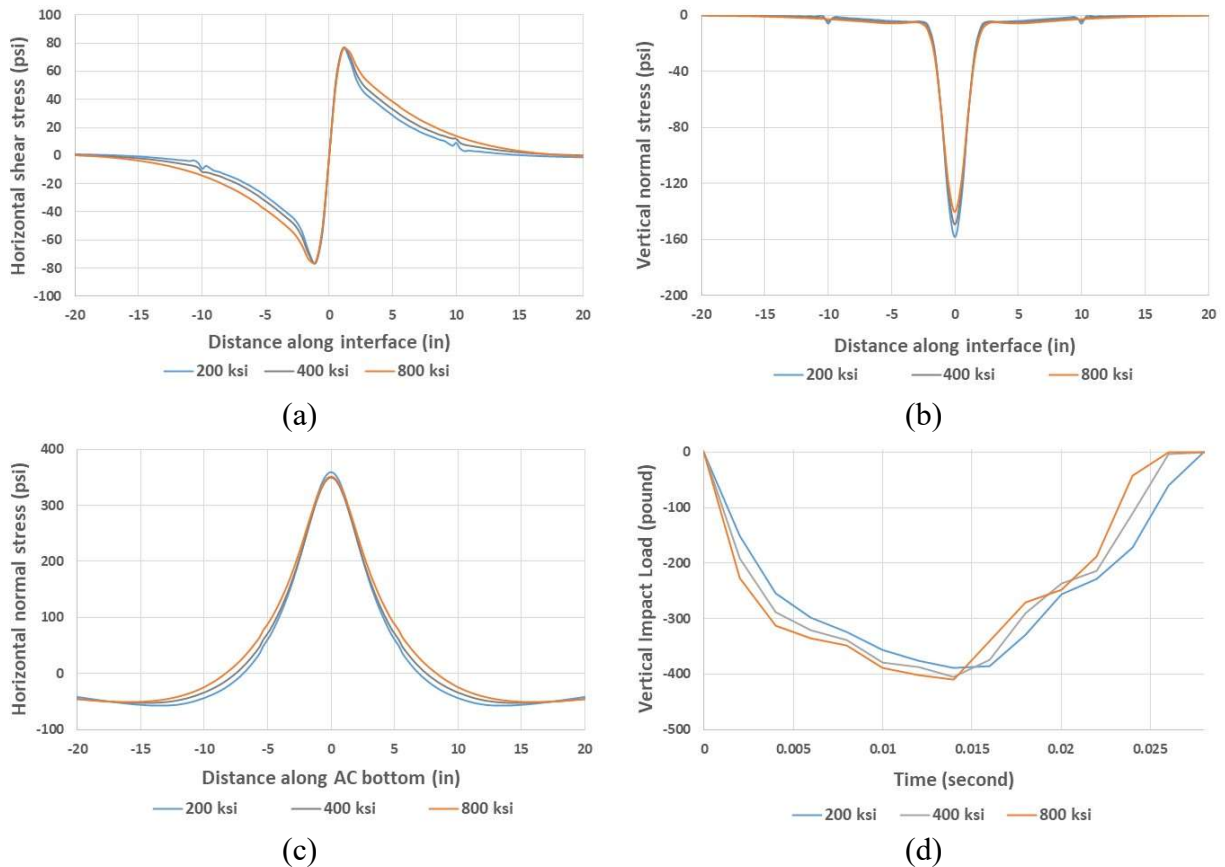 Horizontal shear stress (psi)
100
80
60
40
20
0
-20
-40
-60
-80
-100
-20 -15 -10 -5 0 5 10 15 20
Distance along interface (in)
200 ksi 400 ksi 800 ksi
(a)
Vertical normal stress (psi)
0
-40
-80
-120
-160
-200
-20 -15 -10 -5 0 5 10 15 20
Distance along interface (in)
200 ksi 400 ksi 800 ksi
(b)
Horizontal normal stress (psi)
400
300
200
100
0
-100
-20 -15 -10 -5 0 5 10 15 20
Distance along AC bottom (in)
200 ksi 400 ksi 800 ksi
(c)
Vertical Impact Load (pound)
0
-100
-200
-300
-400
-500
0 0.005 0.01 0.015 0.02 0.025
Time (second)
200 ksi 400 ksi 800 ksi
(d)